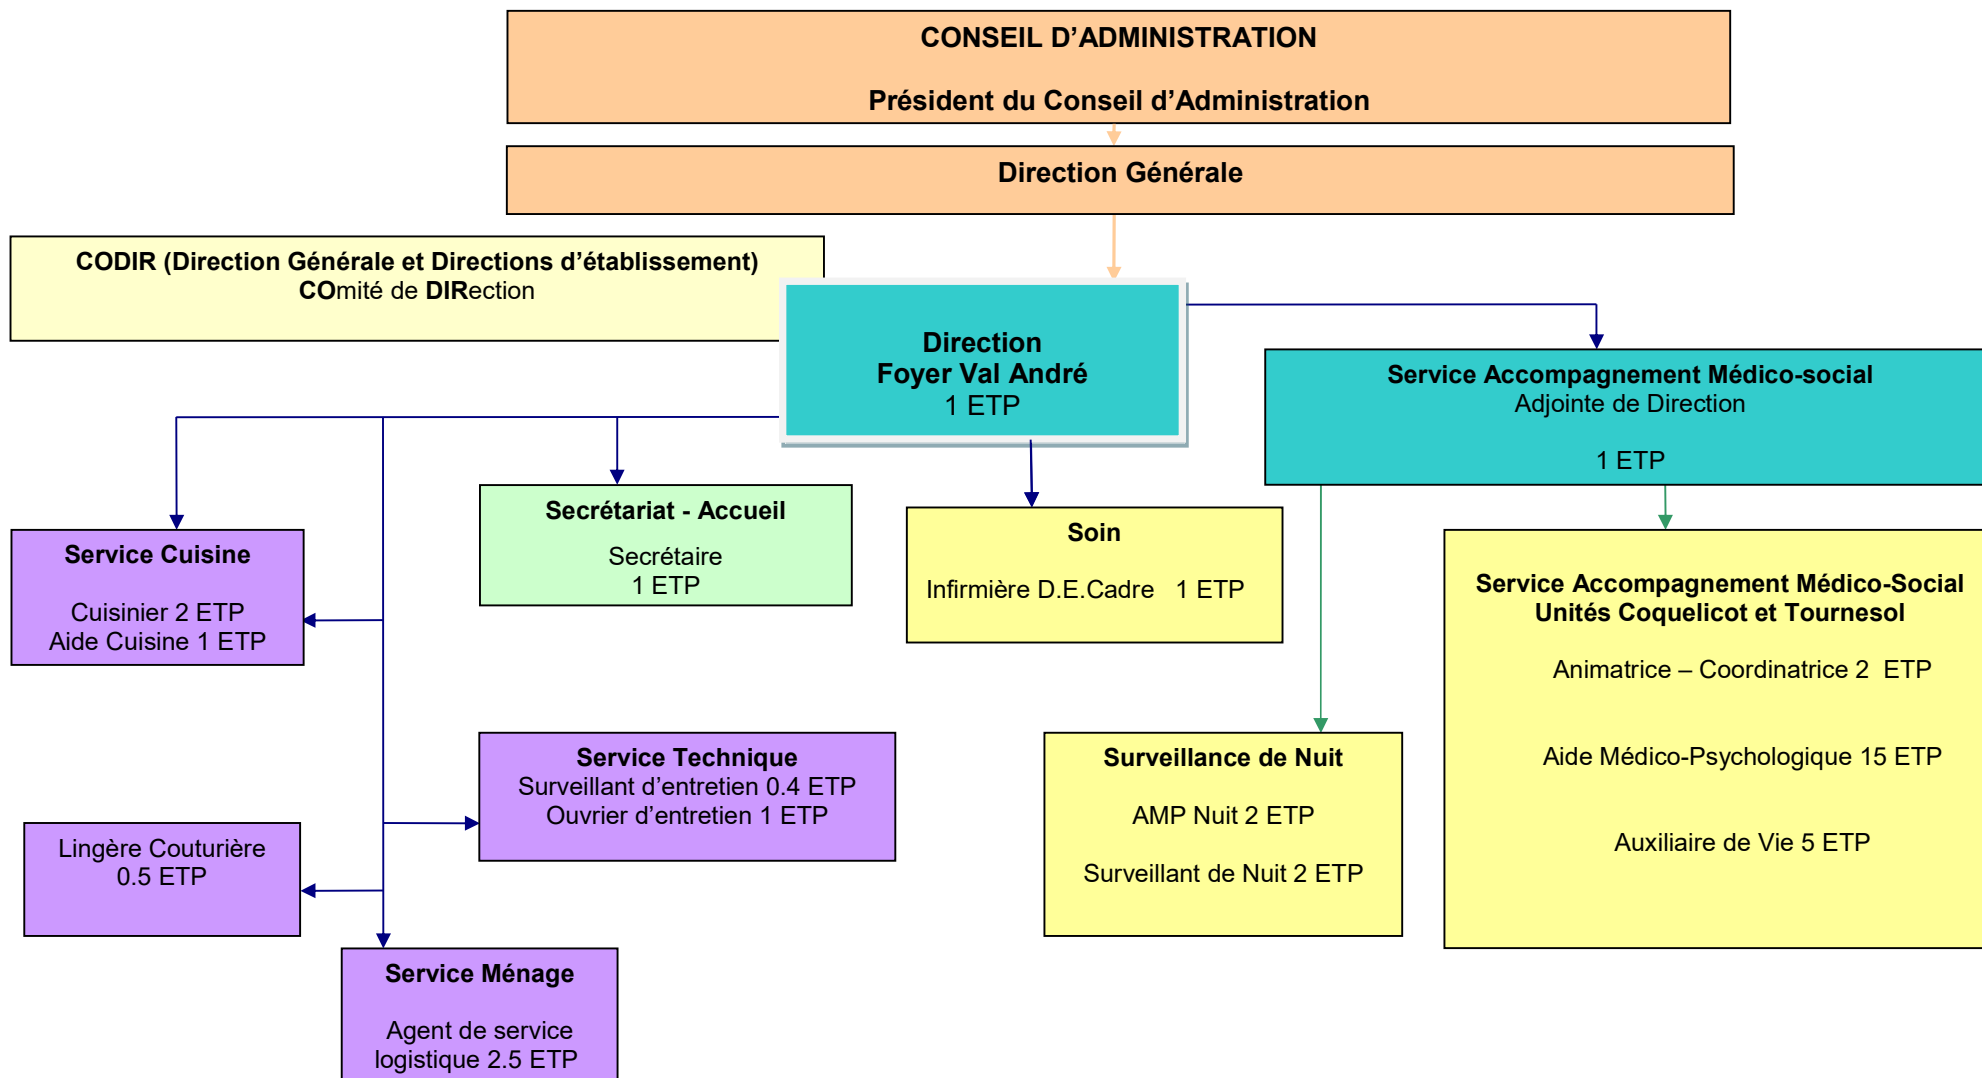 CONSEIL D’ADMINISTRATION
Président du Conseil d’Administration
Direction Générale
CODIR (Direction Générale et Directions d’établissement)
COmité de DIRection
Direction
Foyer Val André
1 ETP
Service Accompagnement Médico-social
Adjointe de Direction
1 ETP
Secrétariat - Accueil
Secrétaire
1 ETP
Soin
Infirmière D.E.Cadre 1 ETP
Service Cuisine
Cuisinier 2 ETP
Aide Cuisine 1 ETP
Service Accompagnement Médico-Social
Unités Coquelicot et Tournesol
Animatrice – Coordinatrice 2 ETP
Aide Médico-Psychologique 15 ETP
Auxiliaire de Vie 5 ETP
Service Technique
Surveillant d’entretien 0.4 ETP
Ouvrier d’entretien 1 ETP
Surveillance de Nuit
AMP Nuit 2 ETP
Surveillant de Nuit 2 ETP
Lingère Couturière
0.5 ETP
Service Ménage
Agent de service
logistique 2.5 ETP